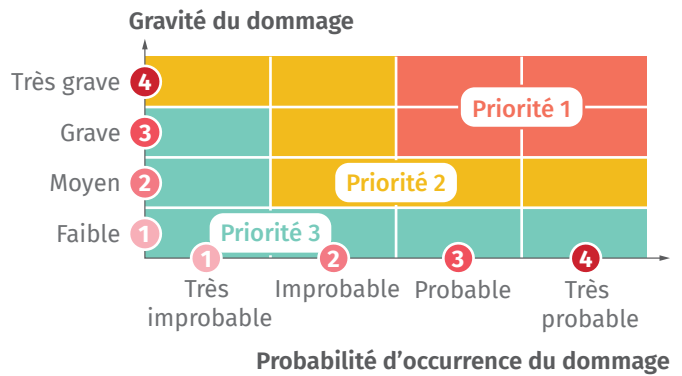 Gravité du dommage
Très grave 4
Grave 3
Priorité 1
Moyen 2
Priorité 2
Faible 1
Priorité 3
1 2 3 4
Très improbable
Improbable
Probable
Très probable
Probabilité d’occurrence du dommage